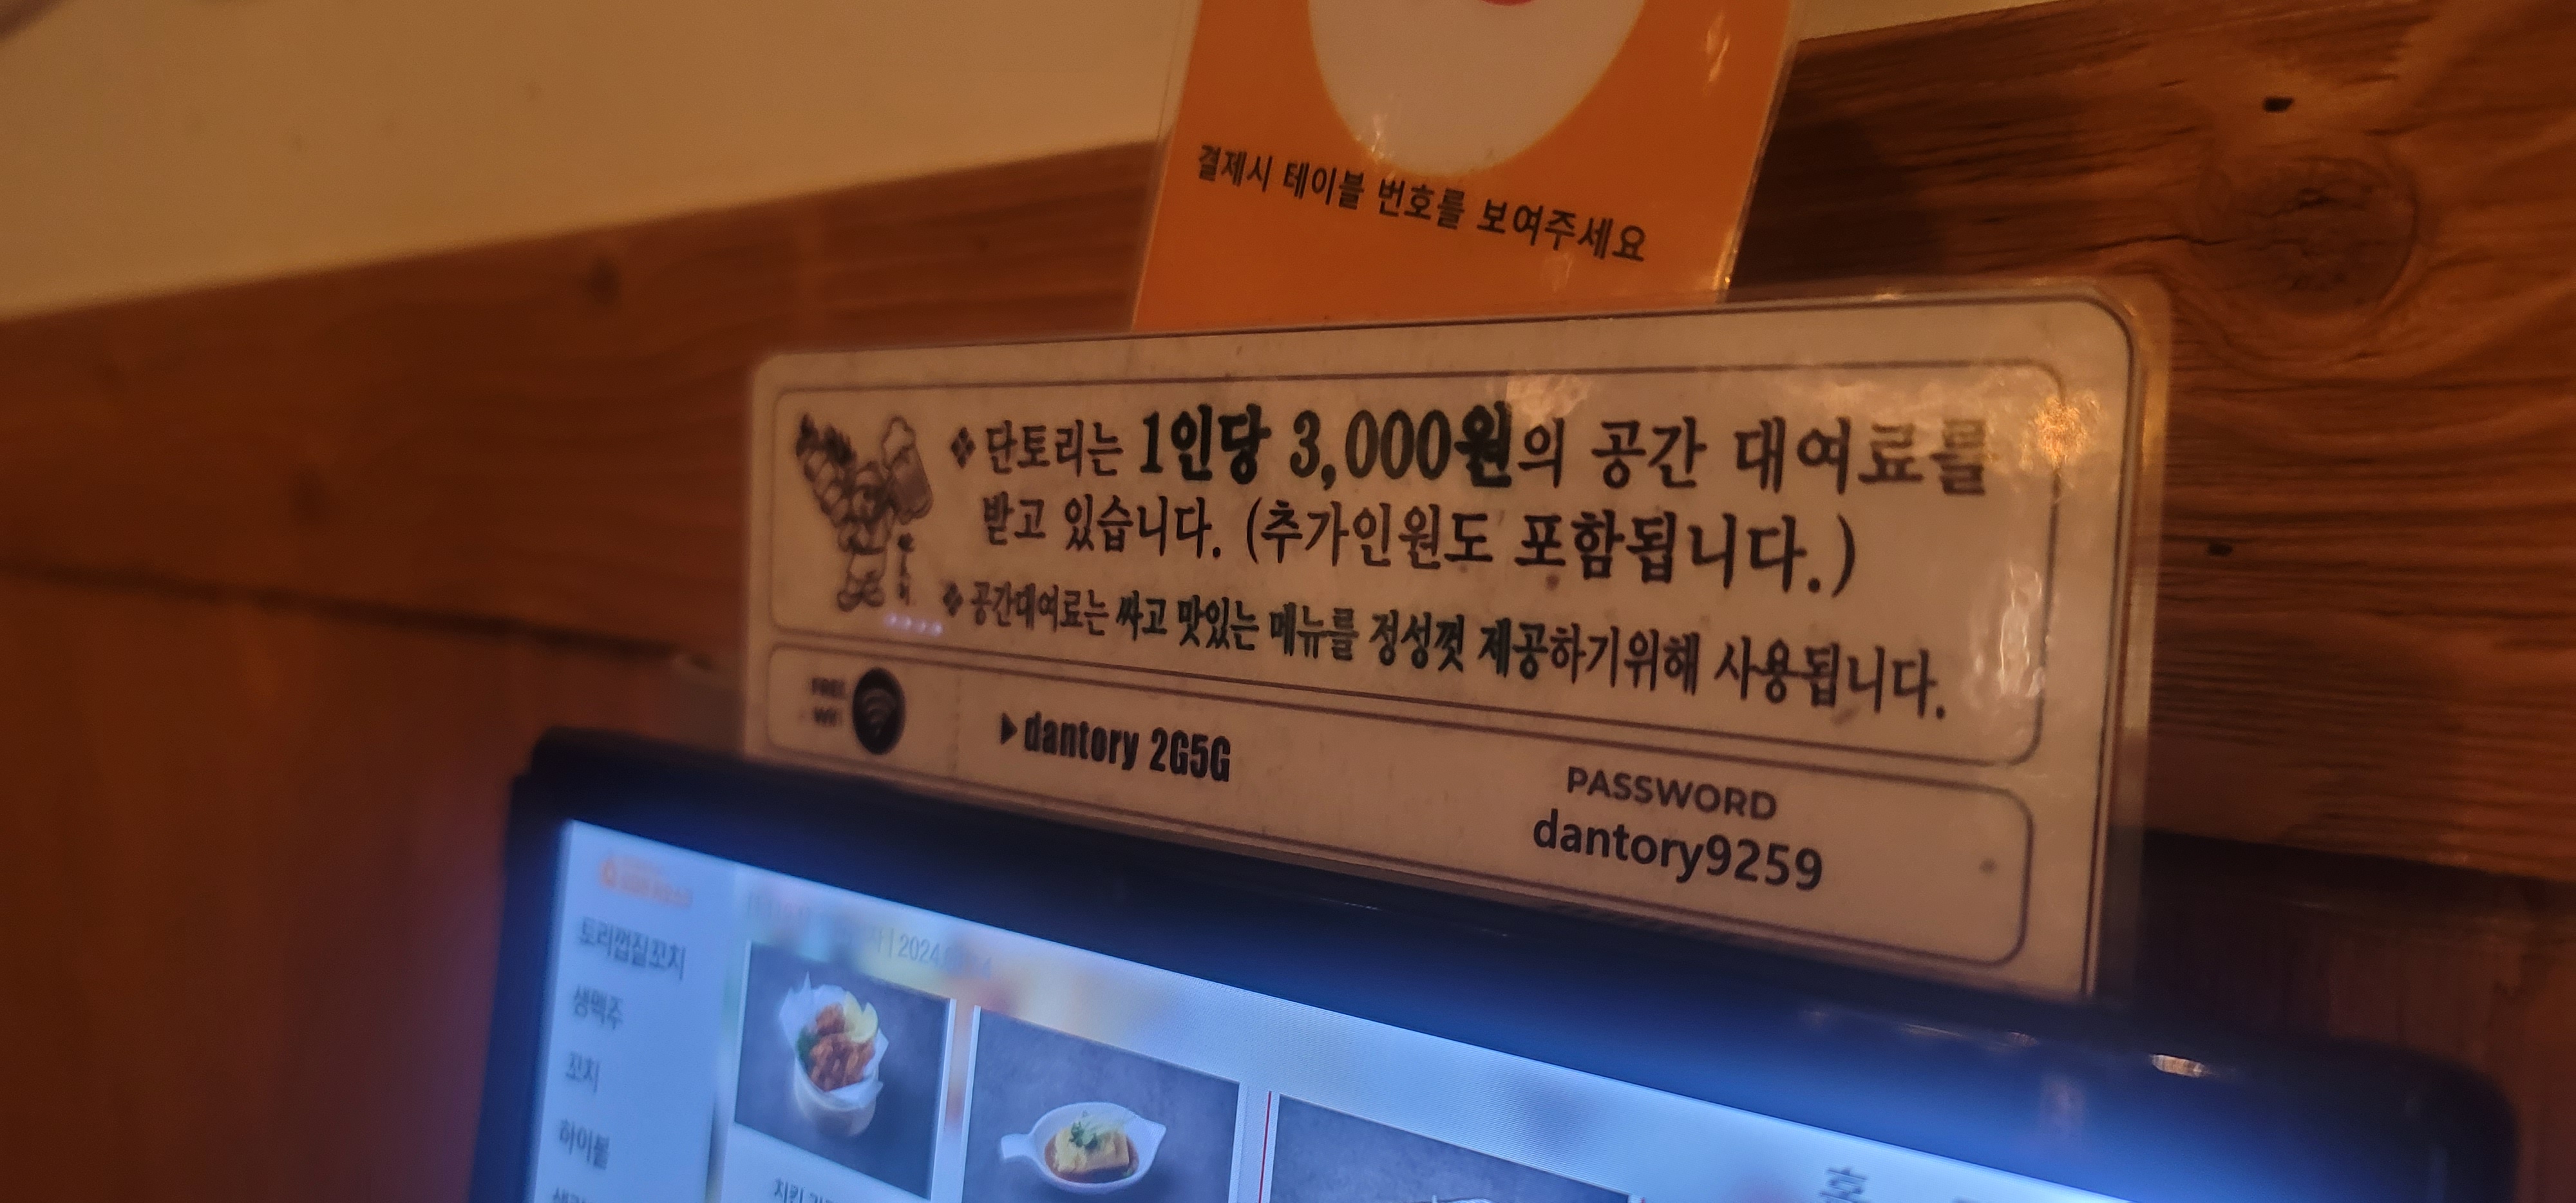 결제시 테이블 번호를 보여주세요
❖ 단토리는 1인당 3,000원의 공간 대여료를
받고 있습니다. (추가인원도 포함됩니다.)
❖ 공간대여료는 싸고 맛있는 메뉴를 정성껏 제공하기위해 사용됩니다.
FREE
WIFI
▶dantory 2G5G
PASSWORD
dantory9259
토리껍질꼬치
생맥주
꼬치
하이볼
2024
치킨